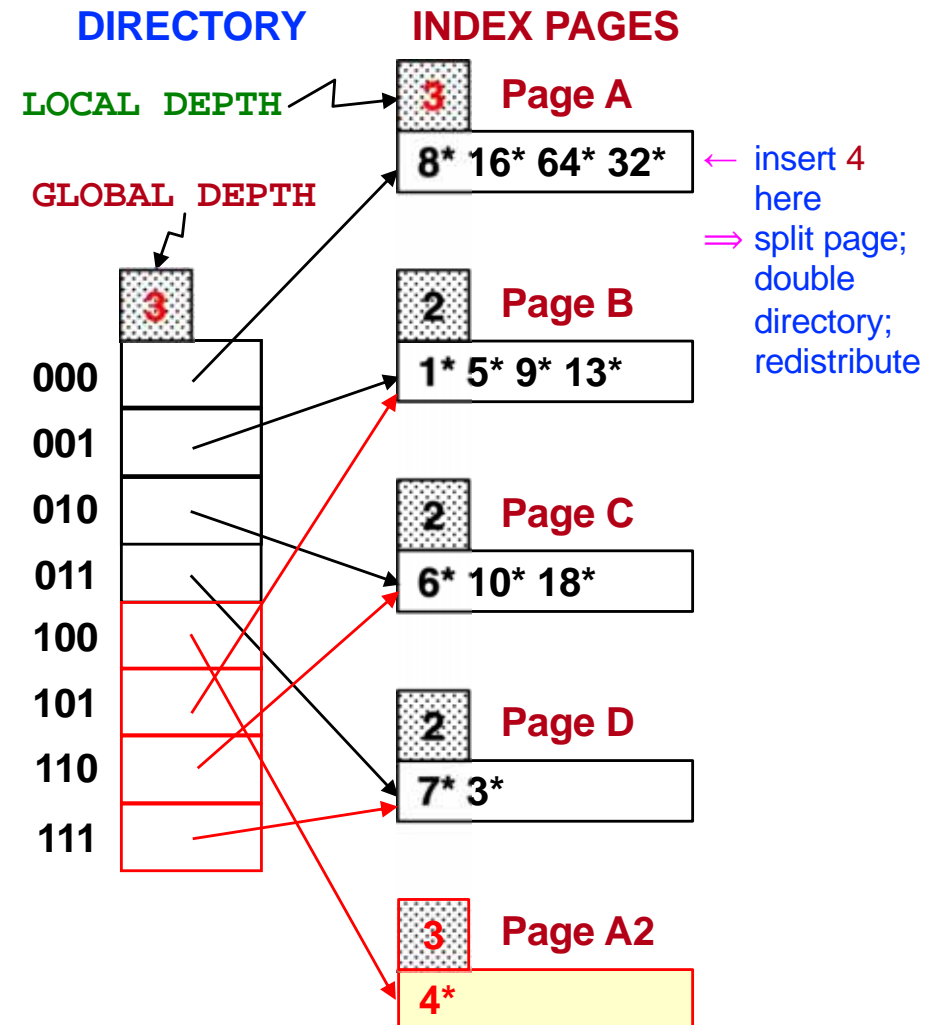 DIRECTORY INDEX PAGES
LOCAL DEPTH
3 Page A
8* 16* 64* 32*
← insert 4
here
⇒ split page;
double
directory;
redistribute
GLOBAL DEPTH
3
000
001
010
011
100
101
110
111
2 Page B
1* 5* 9* 13*
2 Page C
6* 10* 18*
2 Page D
7* 3*
3 Page A2
4*